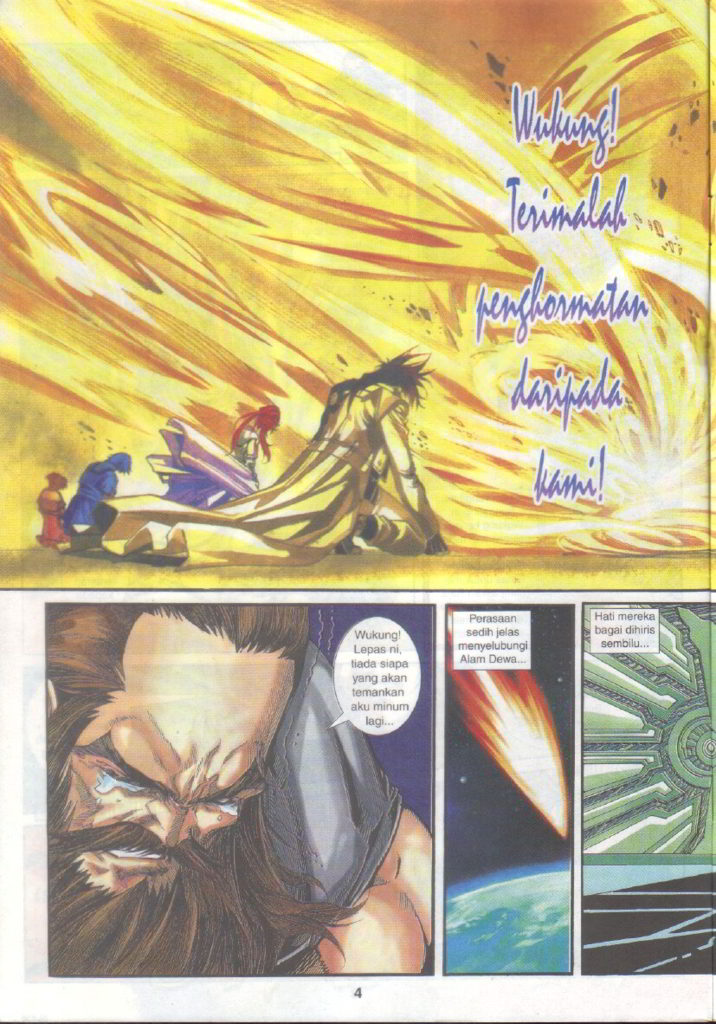 Wukung!
Terimalah
penghormatan
daripada
kami!
Wukung!
Lepas ni,
tiada siapa
yang akan
temankan
aku minum
lagi...
Perasaan
sedih jelas
menyelubungi
Alam Dewa...
Hati mereka
bagai dihiris
sembilu...
4